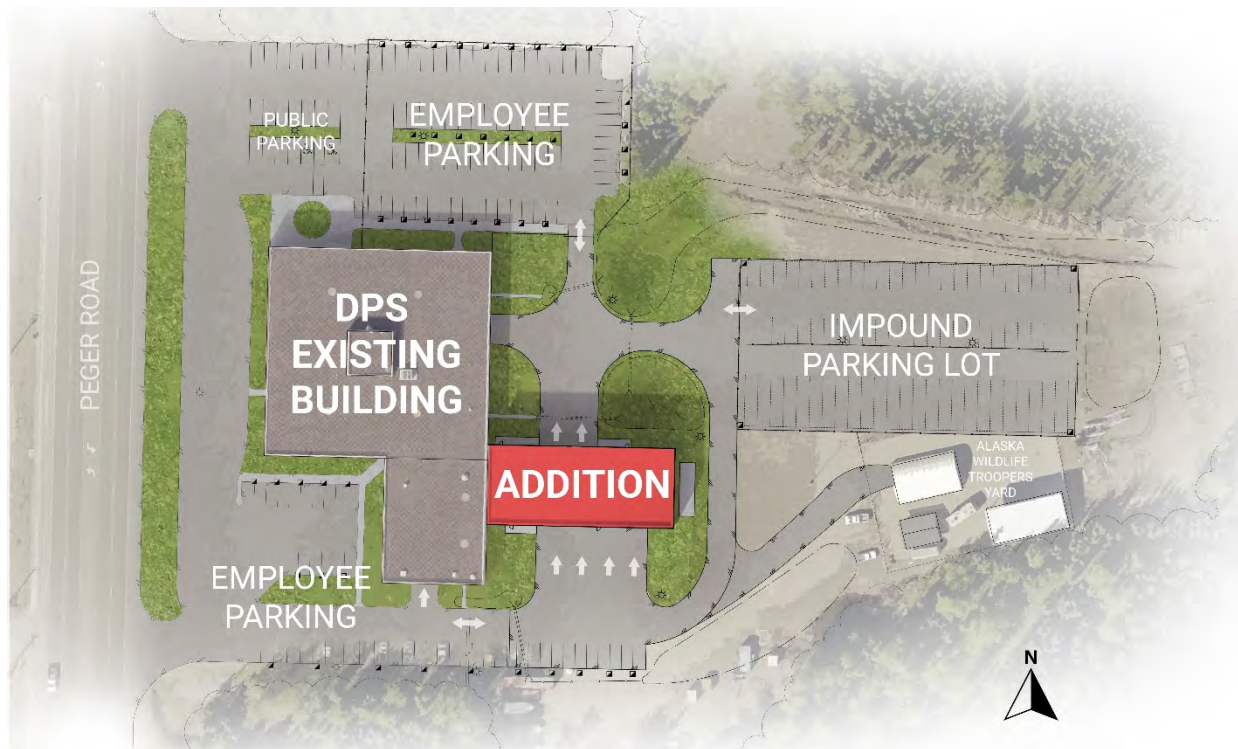 PUBLIC
PARKING
EMPLOYEE
PARKING
PEGER ROAD
DPS
EXISTING
BUILDING
IMPOUND
PARKING LOT
ADDITION
ALASKA
WILDLIFE
TROOPERS
YARD
EMPLOYEE
PARKING
N